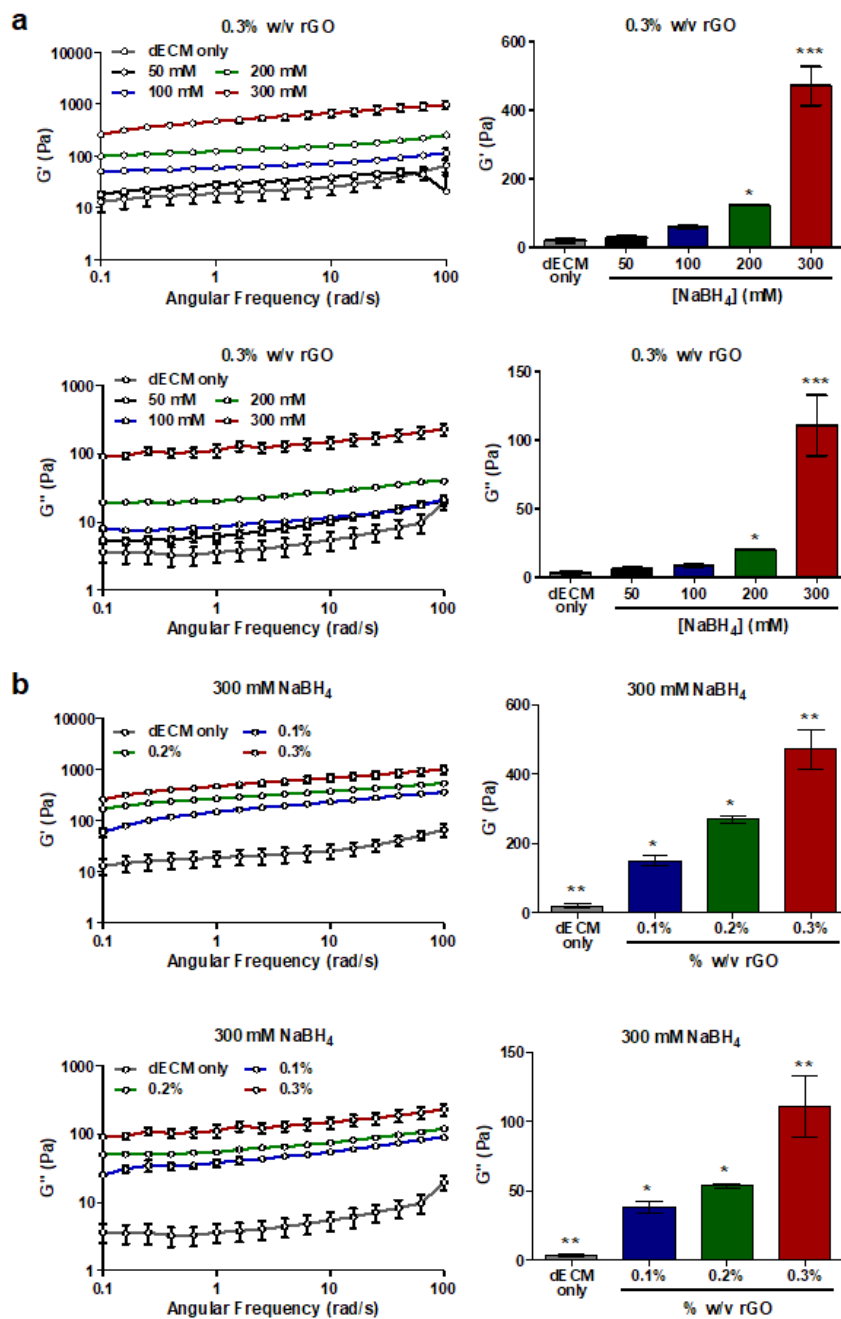 a
0.3% w/v rGO
10000
1000
100
10
1
G' (Pa)
dECM only
50 mM
200 mM
100 mM
300 mM
0.1
1
10
100
Angular Frequency (rad/s)
0.3% w/v rGO
600
400
200
0
G' (Pa)
*
***
dECM only
50
100
200
300
[NaBH4] (mM)
0.3% w/v rGO
1000
100
10
1
G'' (Pa)
dECM only
50 mM
200 mM
100 mM
300 mM
0.1
1
10
100
Angular Frequency (rad/s)
0.3% w/v rGO
150
100
50
0
G'' (Pa)
*
***
dECM only
50
100
200
300
[NaBH4] (mM)
b
300 mM NaBH4
10000
1000
100
10
1
G' (Pa)
dECM only
0.1%
0.2%
0.3%
0.1
1
10
100
Angular Frequency (rad/s)
300 mM NaBH4
600
400
200
0
G' (Pa)
**
*
*
**
dECM only
0.1%
0.2%
0.3%
% w/v rGO
300 mM NaBH4
1000
100
10
1
G'' (Pa)
dECM only
0.1%
0.2%
0.3%
0.1
1
10
100
Angular Frequency (rad/s)
300 mM NaBH4
150
100
50
0
G'' (Pa)
**
*
*
**
dECM only
0.1%
0.2%
0.3%
% w/v rGO